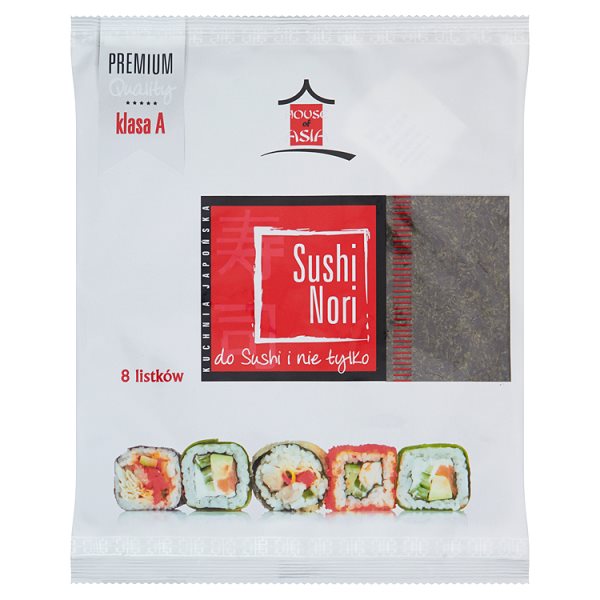 PREMIUM
Quality
klasa A
HOUSE
of
ASIA
KUCHNIA JAPOŃSKA
寿
司
Sushi
Nori
do Sushi i nie tylko
8 listków